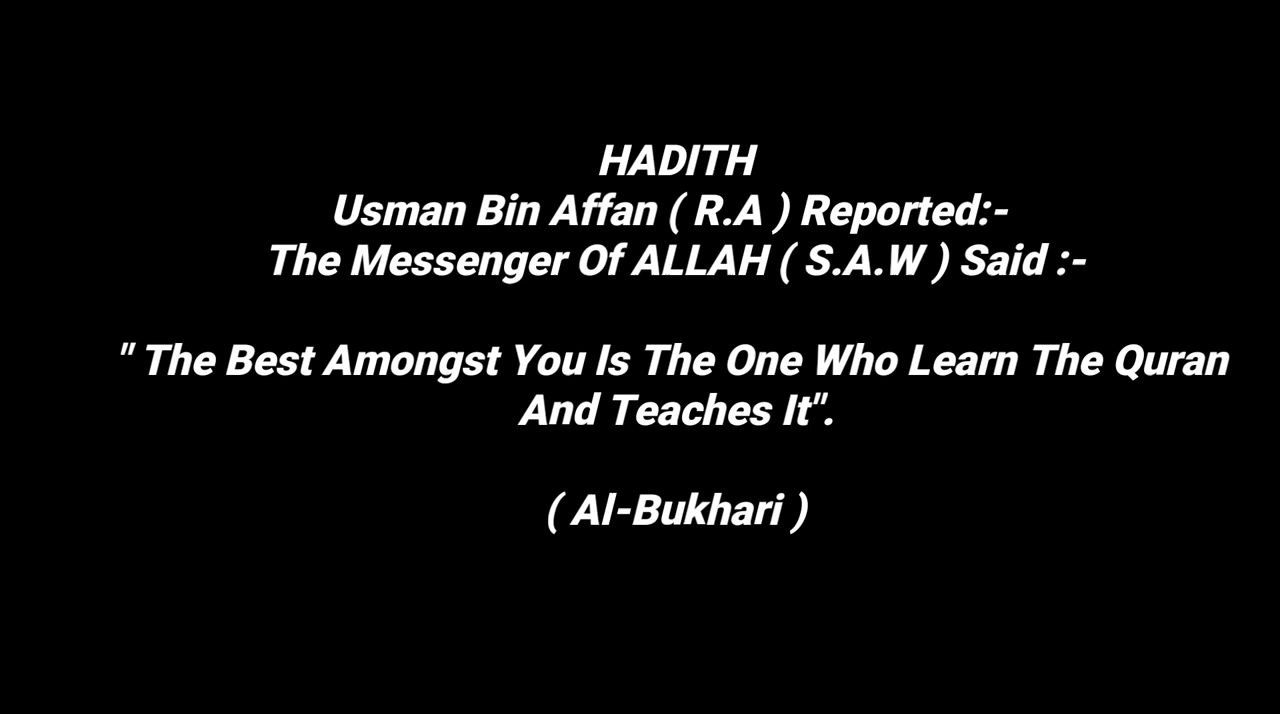 HADITH
Usman Bin Affan ( R.A ) Reported:-
The Messenger Of ALLAH ( S.A.W ) Said :-
" The Best Amongst You Is The One Who Learn The Quran
And Teaches It".
( Al-Bukhari )